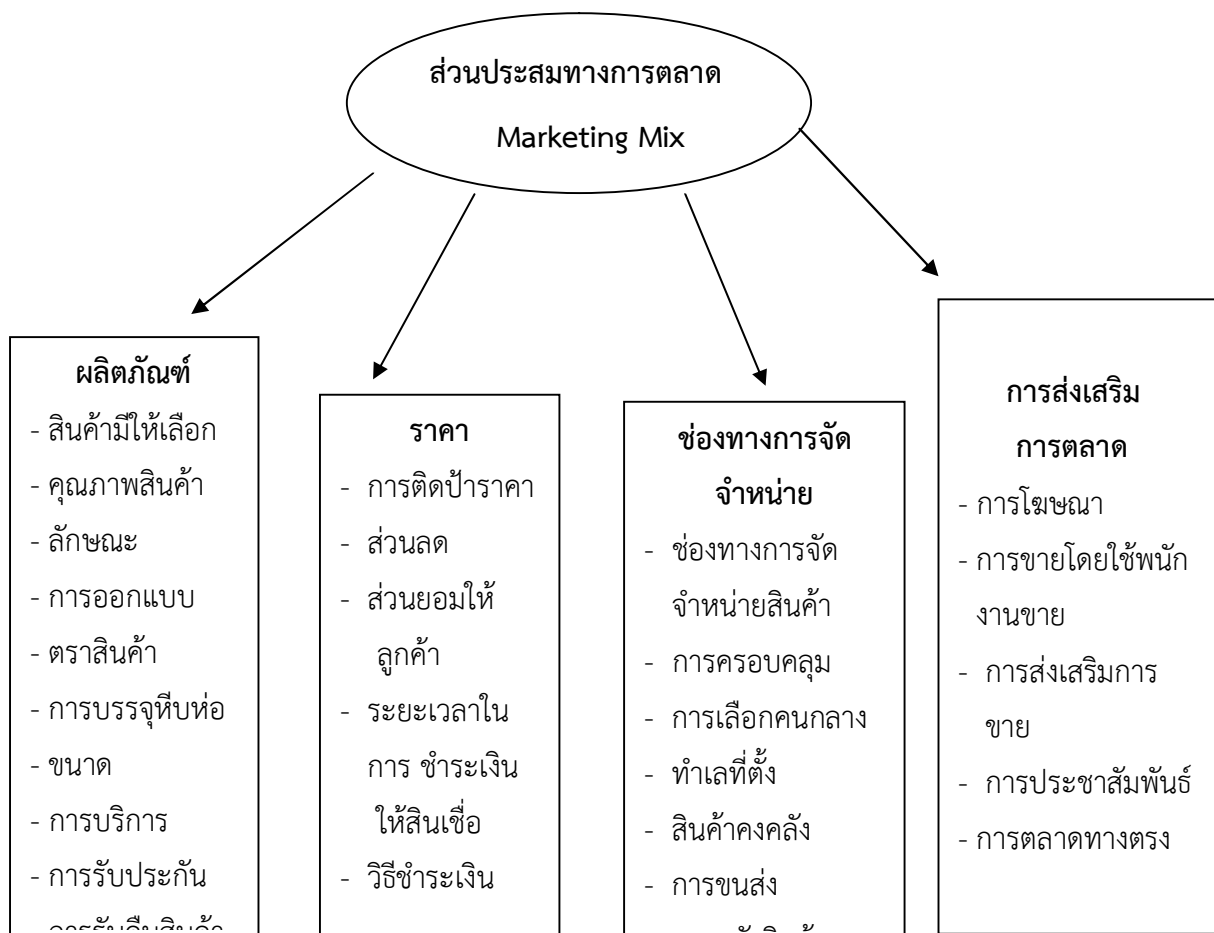 ส่วนประสมทางการตลาด
Marketing Mix
ผลิตภัณฑ์
- สินค้ามีให้เลือก
- คุณภาพสินค้า
- ลักษณะ
- การออกแบบ
- ตราสินค้า
- การบรรจุหีบห่อ
- ขนาด
- การบริการ
- การรับประกัน
ราคา
- การติดป้าราคา
- ส่วนลด
- ส่วนยอมให้
ลูกค้า
- ระยะเวลาใน
การ ชำระเงิน
ให้สินเชื่อ
- วิธีชำระเงิน
ช่องทางการจัด
จำหน่าย
- ช่องทางการจัด
จำหน่ายสินค้า
- การครอบคลุม
- การเลือกคนกลาง
- ทำเลที่ตั้ง
- สินค้าคงคลัง
- การขนส่ง
การส่งเสริม
การตลาด
- การโฆษณา
- การขายโดยใช้พนัก
งานขาย
- การส่งเสริมการ
ขาย
- การประชาสัมพันธ์
- การตลาดทางตรง